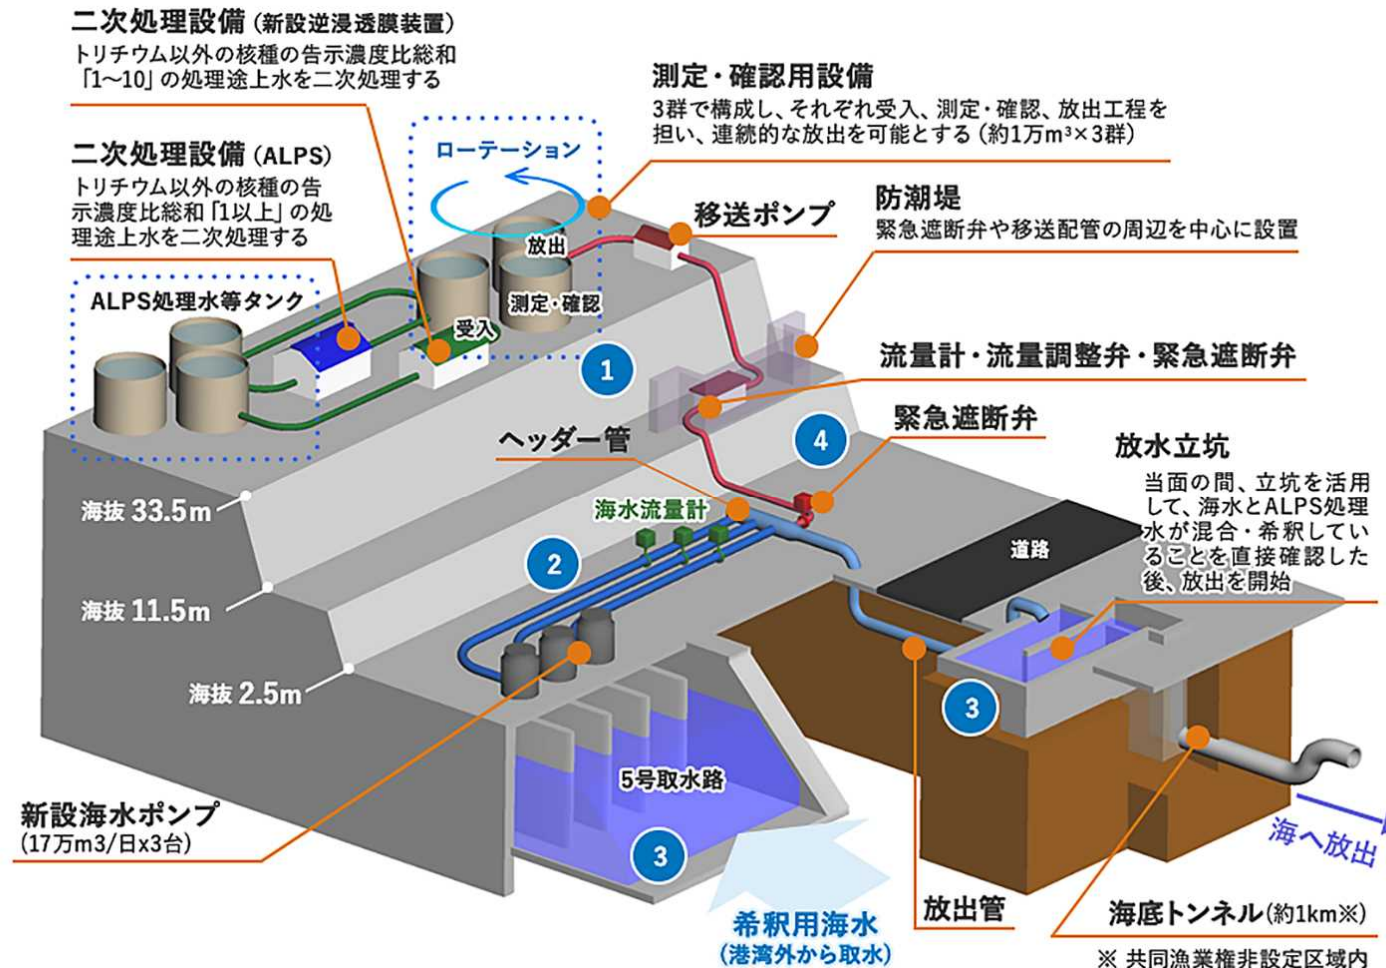 二次処理設備(新設逆浸透膜装置)
トリチウム以外の核種の告示濃度比総和
「1〜10」の処理途上水を二次処理する
測定・確認用設備
3群で構成し、それぞれ受入、測定・確認、放出工程を
担い、連続的な放出を可能とする(約1万m³×3群)
二次処理設備(ALPS)
トリチウム以外の核種の告
示濃度比総和「1以上」の処
理途上水を二次処理する
ローテーション
防潮堤
緊急遮断弁や移送配管の周辺を中心に設置
移送ポンプ
放出
ALPS処理水等タンク
測定・確認
受入
1
流量計・流量調整弁・緊急遮断弁
緊急遮断弁
4
ヘッダー管
放水立坑
当面の間、立坑を活用
して、海水とALPS処理
水が混合・希釈してい
ることを直接確認した
後、放出を開始
海抜 33.5m
海水流量計
道路
2
海抜 11.5m
海抜 2.5m
3
5号取水路
新設海水ポンプ
(17万m3/日x3台)
3
海へ放出
希釈用海水
(港湾外から取水)
放出管
海底トンネル(約1km※)
※ 共同漁業権非設定区域内